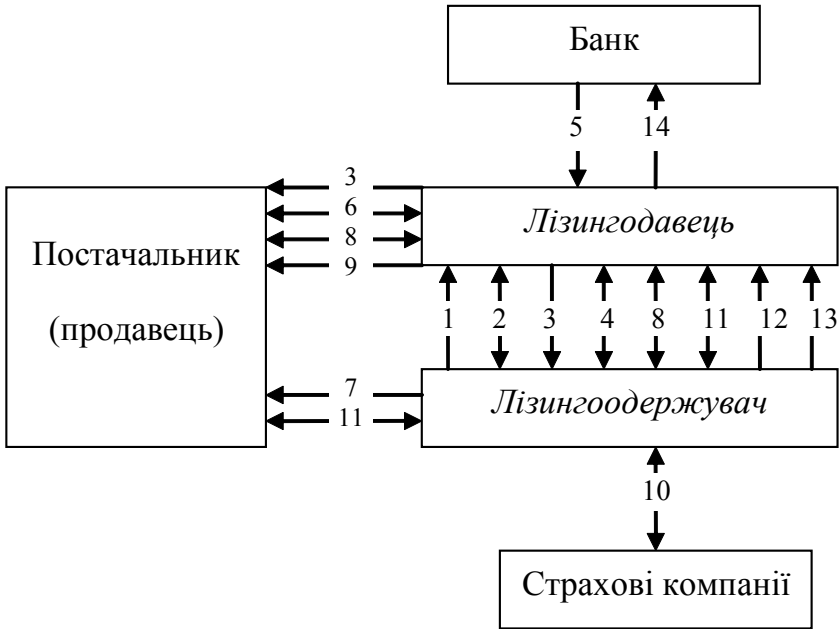 Банк
5 14
3
6
8
9
Лізингодавець
Постачальник
(продавець)
1 2 3 4 8 11 12 13
7
11
Лізингоодержувач
10
Страхові компанії